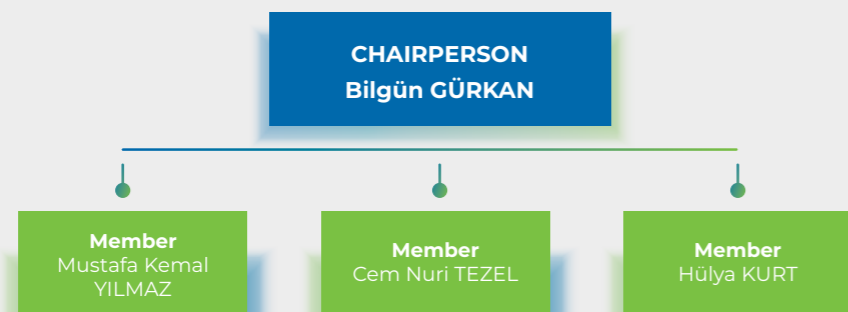 CHAIRPERSON
Bilgün GÜRKAN
Member
Mustafa Kemal
YILMAZ
Member
Cem Nuri TEZEL
Member
Hülya KURT